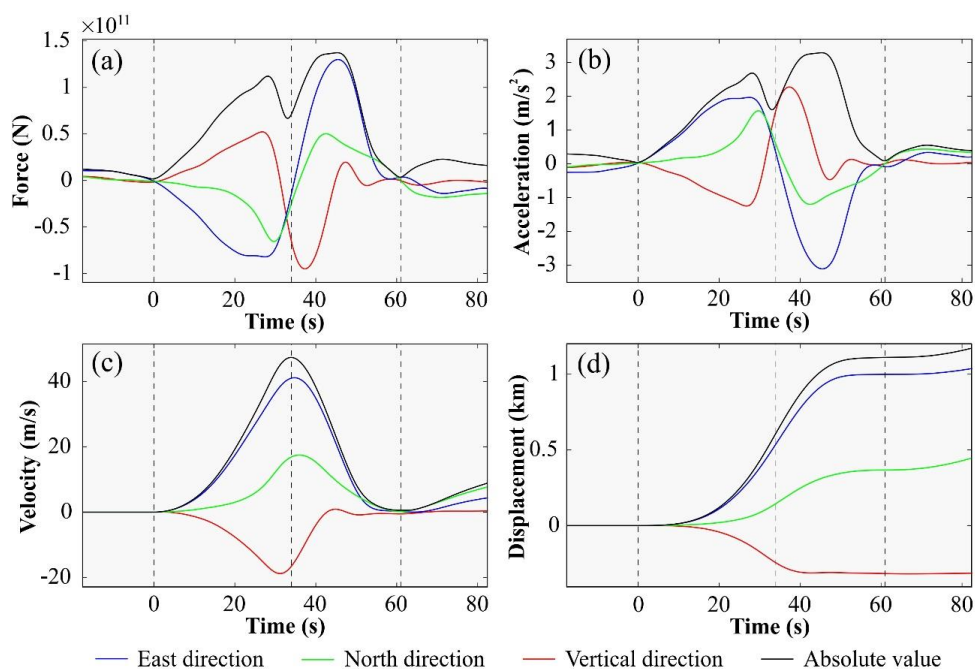 ×10¹¹
(a)
Force (N)
1.5
1
0.5
0
-0.5
-1
0 20 40 60 80
Time (s)
(b)
Acceleration (m/s²)
3
2
1
0
-1
-2
-3
0 20 40 60 80
Time (s)
(c)
Velocity (m/s)
40
20
0
-20
0 20 40 60 80
Time (s)
(d)
Displacement (km)
1
0.5
0
0 20 40 60 80
Time (s)
East direction North direction Vertical direction Absolute value